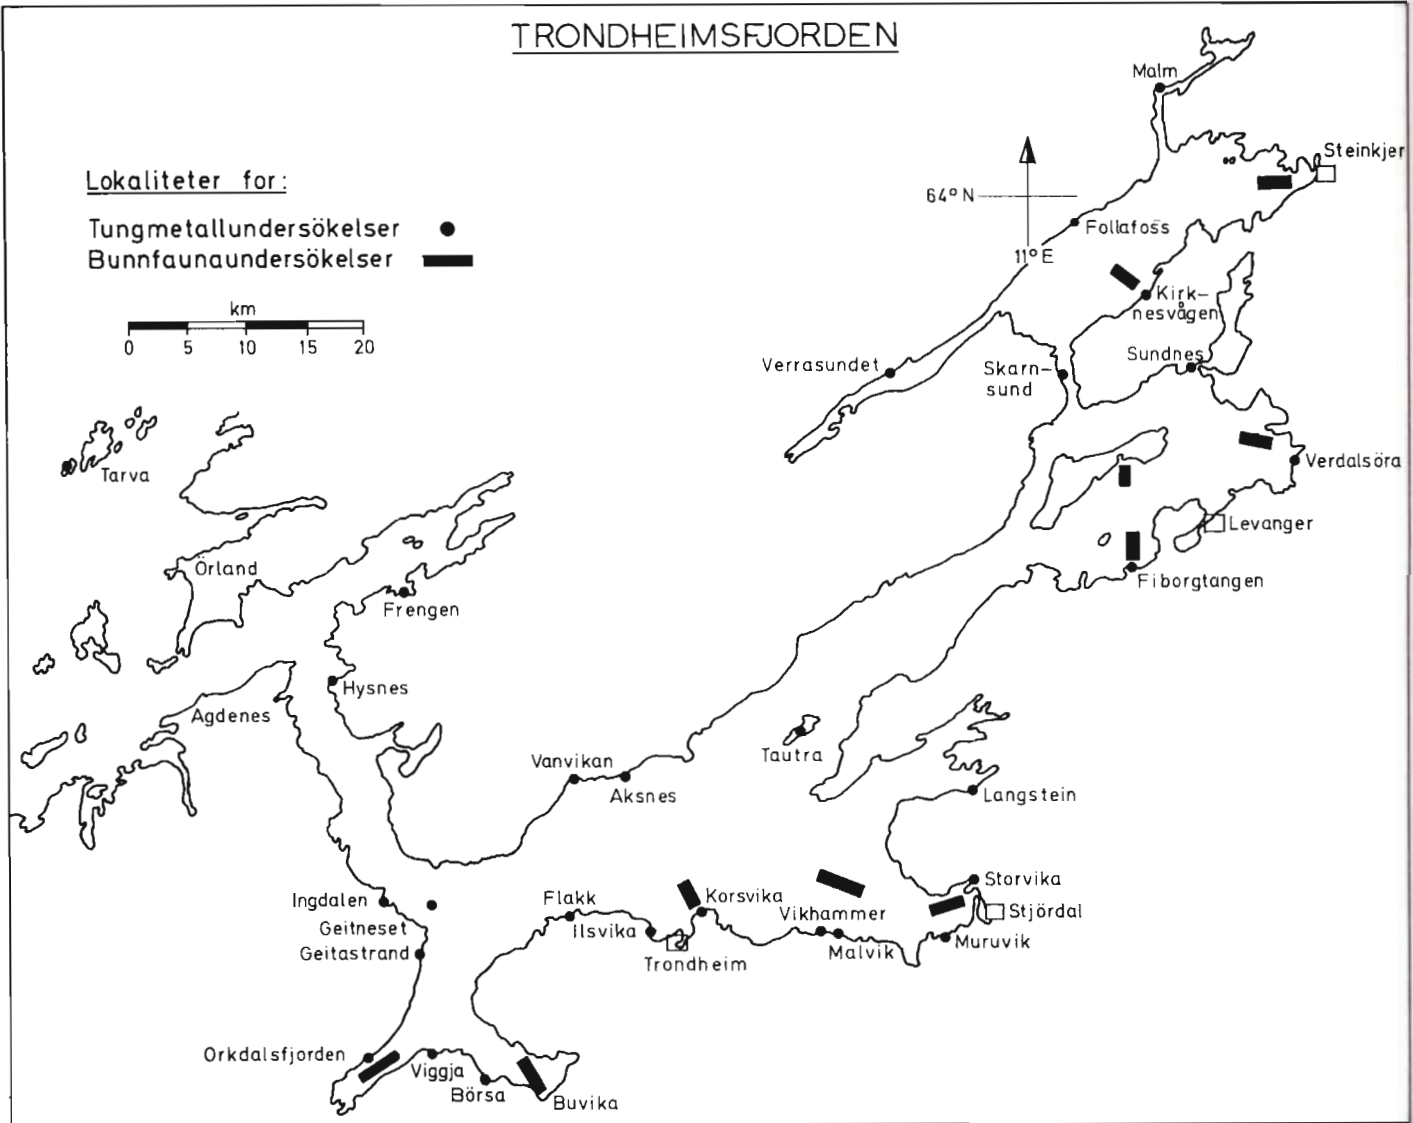 TRONDHEIMSFJORDEN
Malm
Steinkjer
Lokaliteter for:
64° N
Tungmetallundersökelser
Follafoss
Bunnfaunaundersökelser
11° E
Kirk-
nesvågen
km
0 5 10 15 20
Verrasundet
Skarn-
sund
Sundnes
Tarva
Verdalsöra
Levanger
Örland
Fiborgtangen
Frengen
Hysnes
Agdenes
Tautra
Vanvikan
Aksnes
Langstein
Storvika
Ingdalen
Flakk
Korsvika
Vikhammer
Stjördal
Geitneset
Ilsvika
Geitastrand
Trondheim
Malvik
Muruvik
Orkdalsfjorden
Viggja
Börsa
Buvika